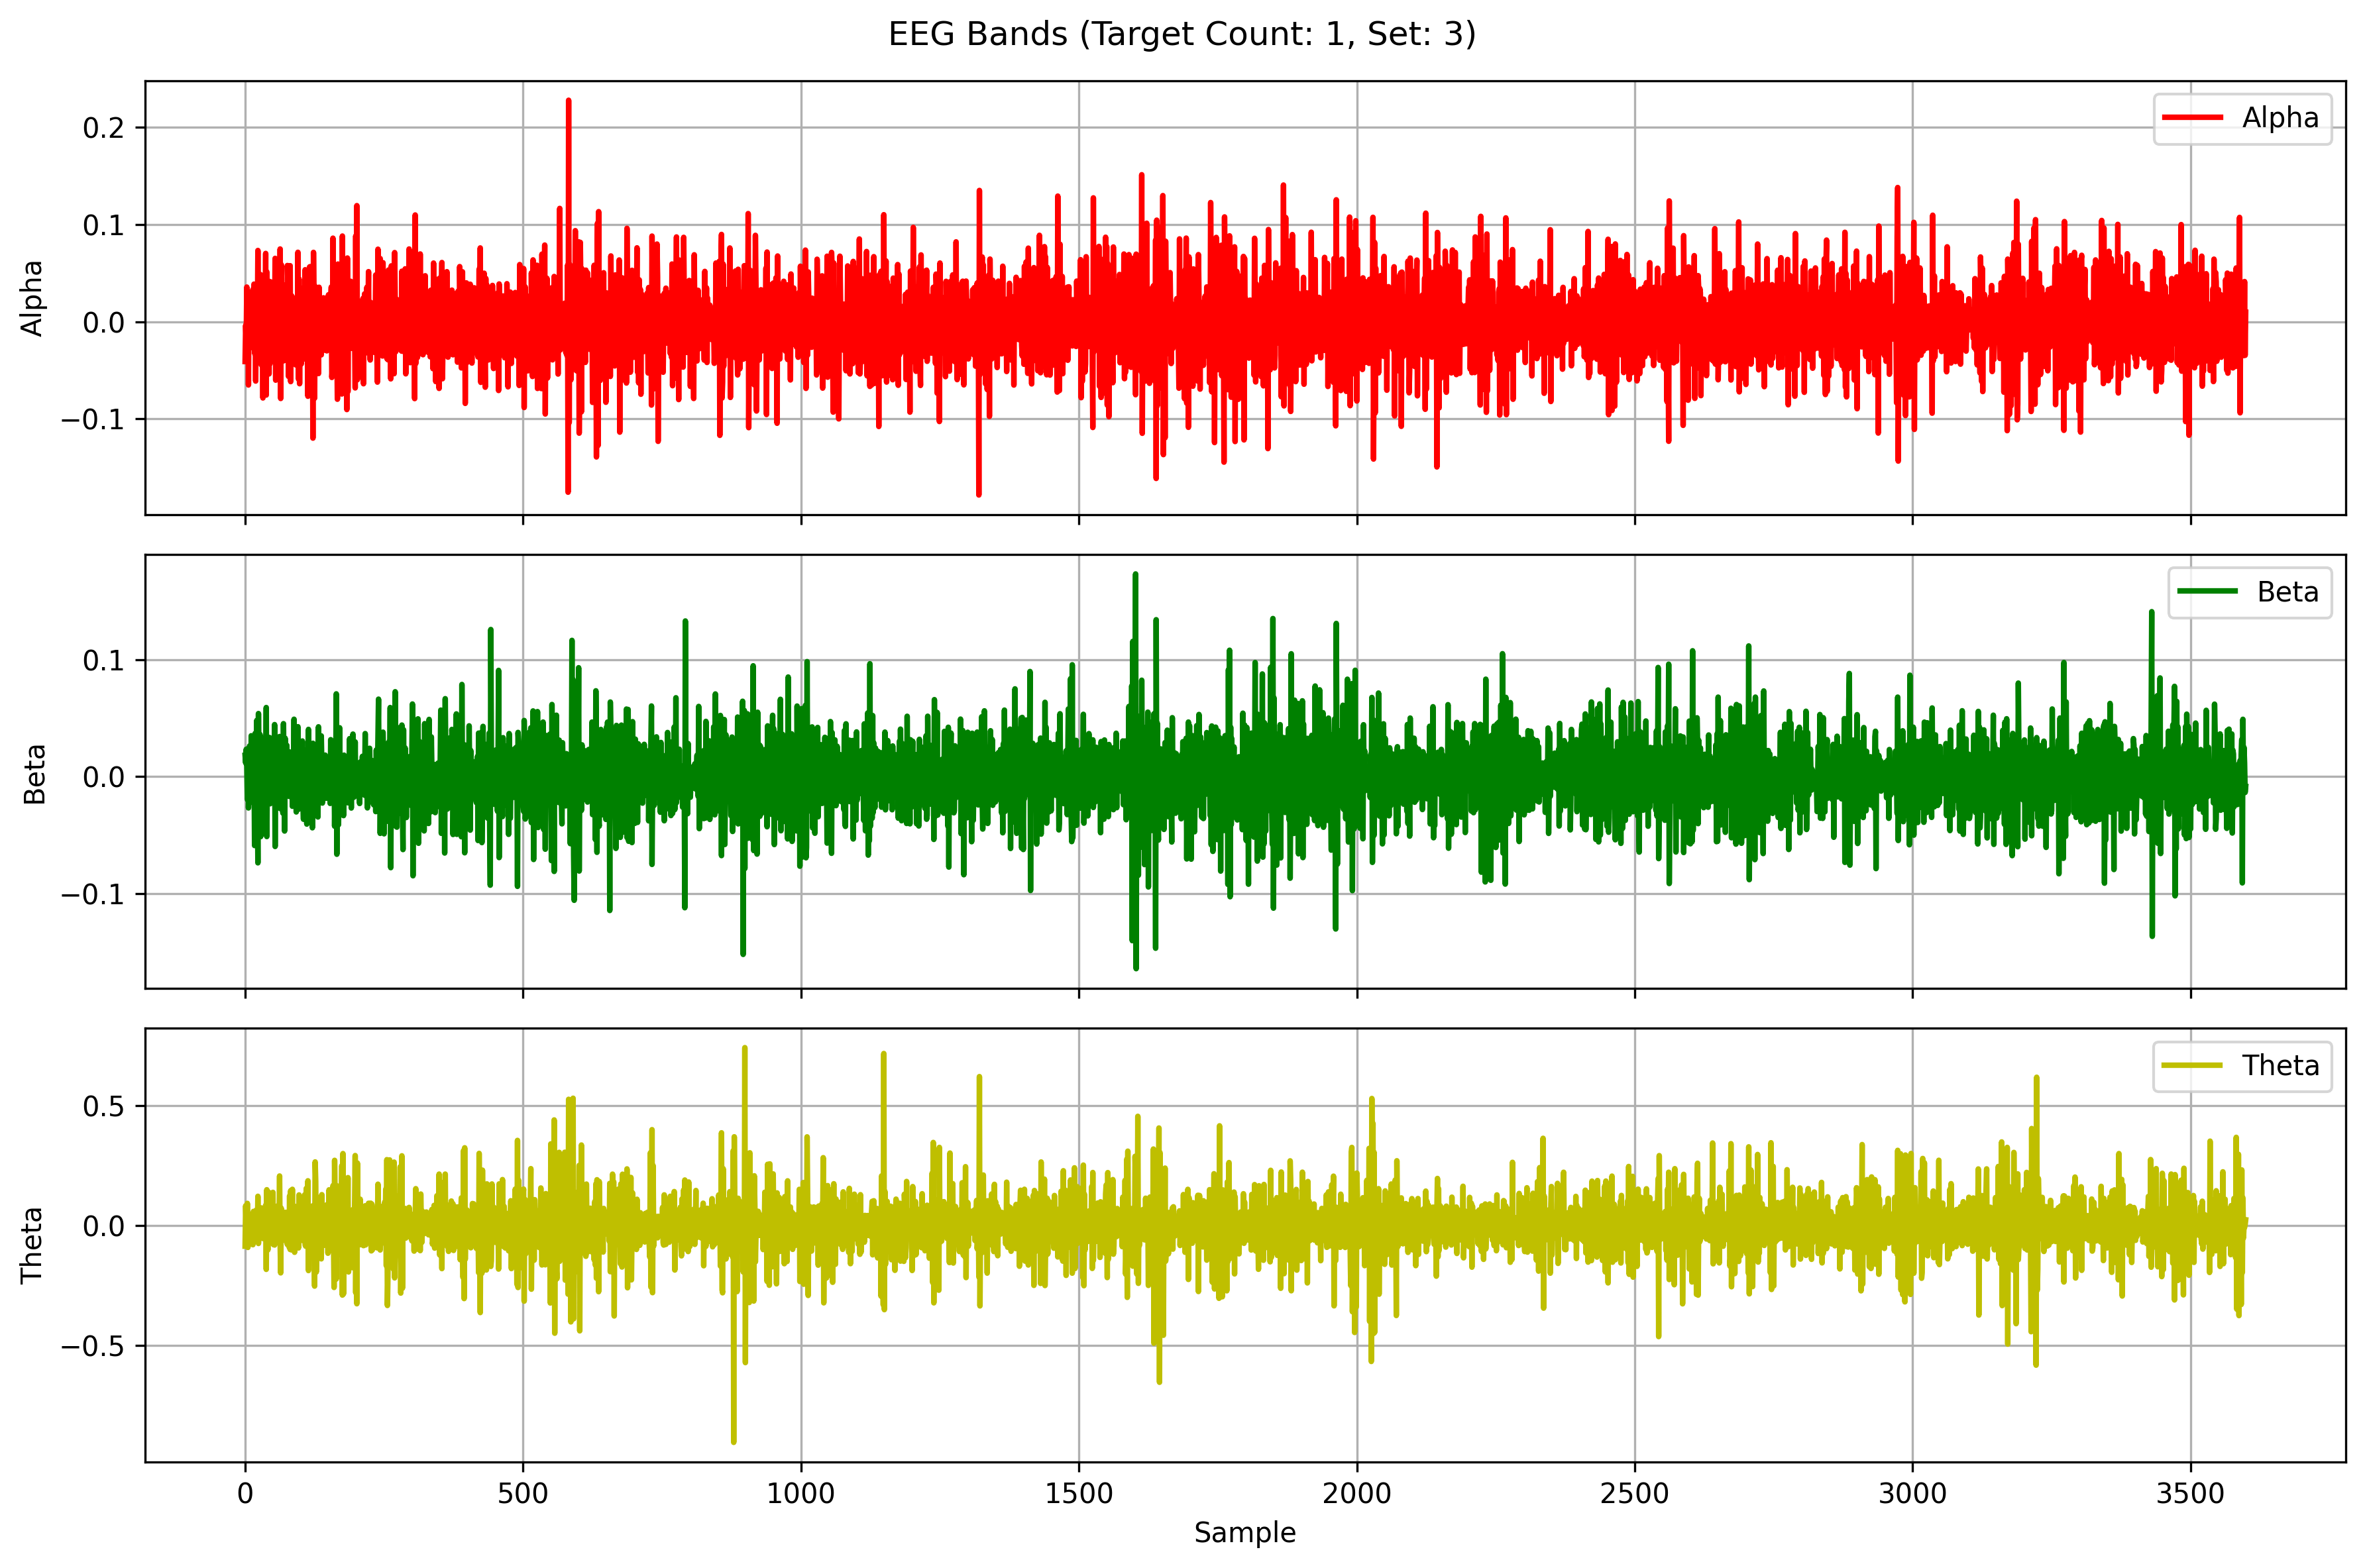 EEG Bands (Target Count: 1, Set: 3)
Alpha
0.2
0.1
0.0
−0.1
Alpha
Beta
0.1
0.0
−0.1
Beta
Theta
0.5
0.0
−0.5
Theta
0 500 1000 1500 2000 2500 3000 3500
Sample